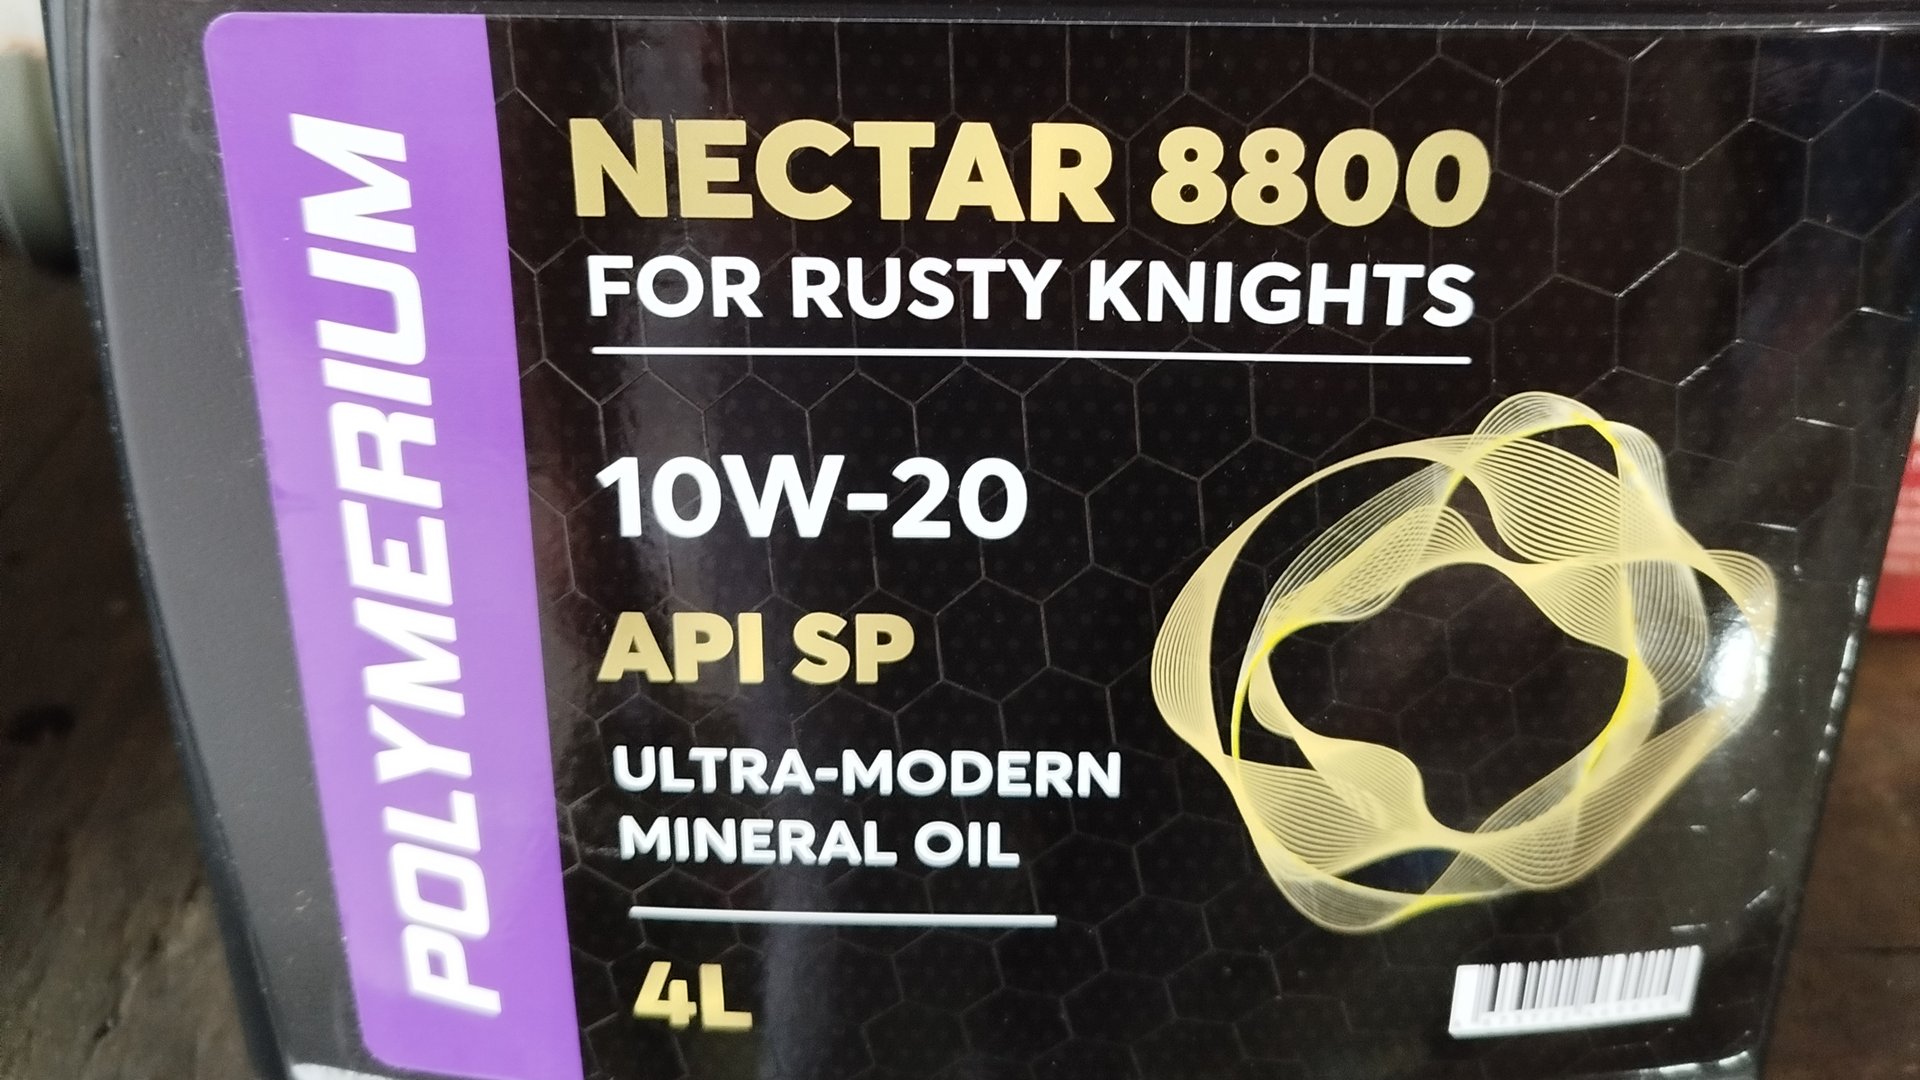 POLYMERIUM
NECTAR 8800
FOR RUSTY KNIGHTS
10W-20
API SP
ULTRA-MODERN
MINERAL OIL
4L